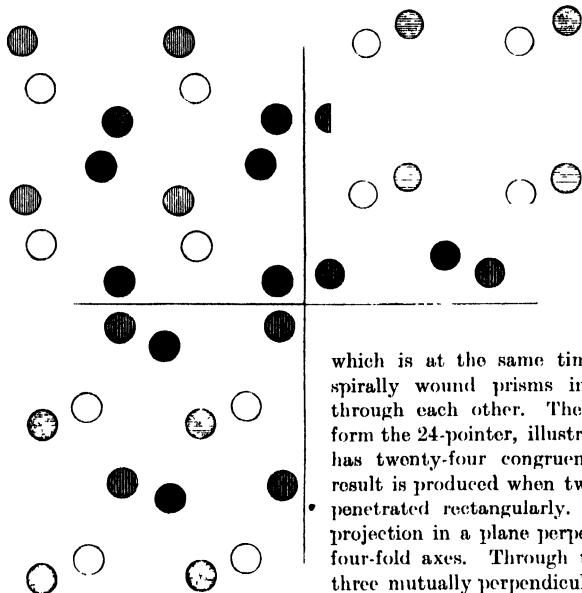 which is at the same tim
spirally wound prisms in
through each other. The
form the 24-pointer, illustr
has twenty-four congruen
result is produced when tw
penetrated rectangularly.
projection in a plane perpe
four-fold axes. Through t
three mutually perpendicul